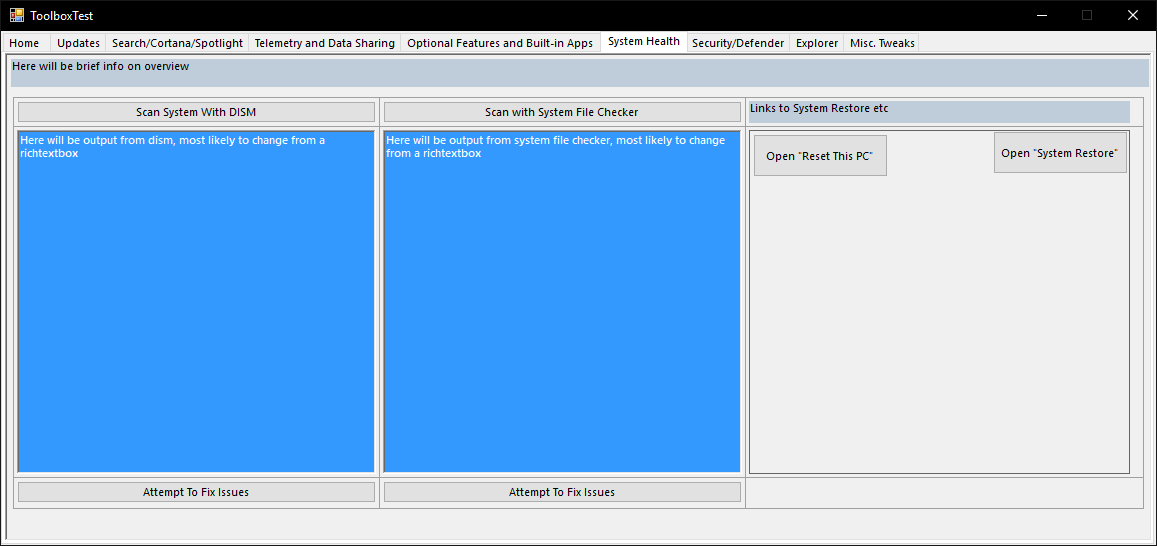 ToolboxTest
Home Updates Search/Cortana/Spotlight Telemetry and Data Sharing Optional Features and Built-in Apps System Health Security/Defender Explorer Misc. Tweaks
Here will be brief info on overview
Scan System With DISM
Scan with System File Checker
Links to System Restore etc
Here will be output from dism, most likely to change from a
richtextbox
Here will be output from system file checker, most likely to change
from a richtextbox
Open "Reset This PC"
Open "System Restore"
Attempt To Fix Issues
Attempt To Fix Issues